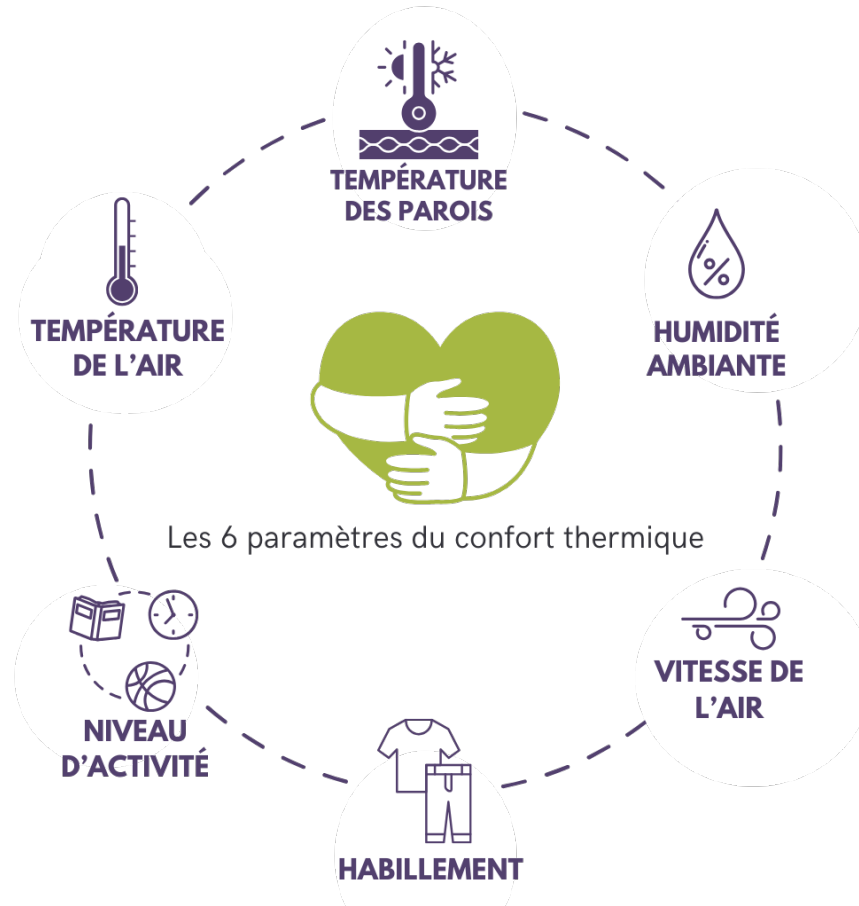 TEMPÉRATURE
DES PAROIS
TEMPÉRATURE
DE L’AIR
HUMIDITÉ
AMBIANTE
Les 6 paramètres du confort thermique
VITESSE DE
L’AIR
NIVEAU
D’ACTIVITÉ
HABILLEMENT